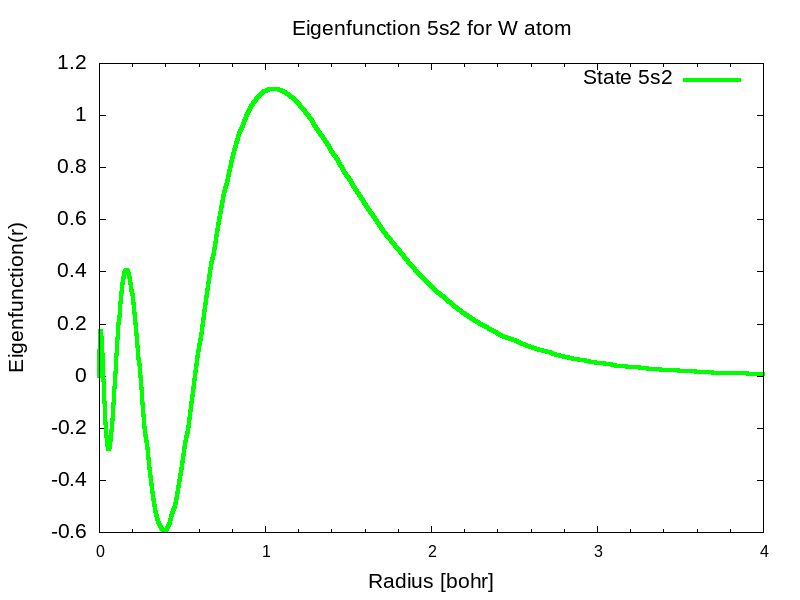 Eigenfunction 5s2 for W atom
State 5s2
1.2
1
0.8
0.6
0.4
0.2
0
-0.2
-0.4
-0.6
Eigenfunction(r)
0 1 2 3 4
Radius [bohr]